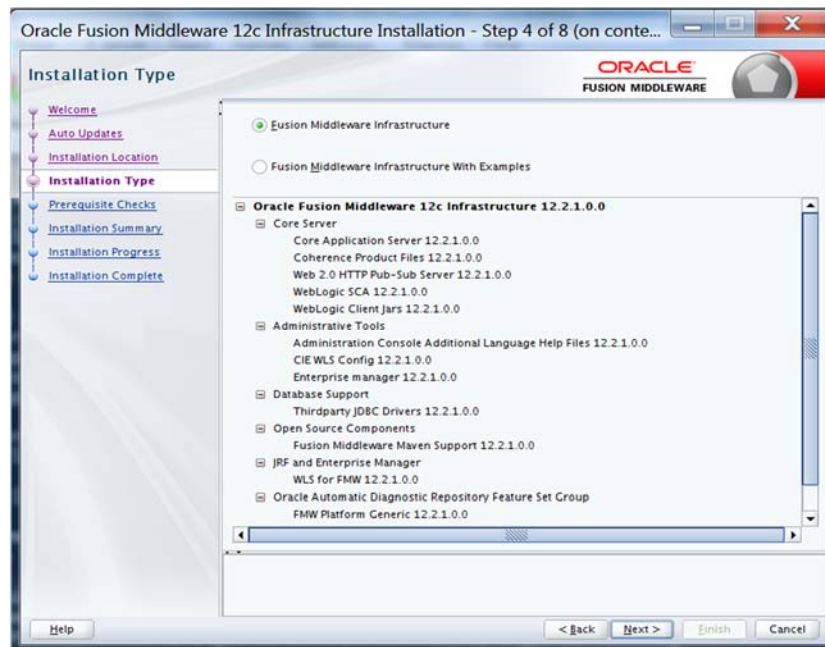 Oracle Fusion Middleware 12c Infrastructure Installation - Step 4 of 8 (on conte...
Installation Type
ORACLE
FUSION MIDDLEWARE
Welcome
Auto Updates
Installation Location
Installation Type
Prerequisite Checks
Installation Summary
Installation Progress
Installation Complete
Fusion Middleware Infrastructure
Fusion Middleware Infrastructure With Examples
Oracle Fusion Middleware 12c Infrastructure 12.2.1.0.0
Core Server
Core Application Server 12.2.1.0.0
Coherence Product Files 12.2.1.0.0
Web 2.0 HTTP Pub-Sub Server 12.2.1.0.0
WebLogic SCA 12.2.1.0.0
WebLogic Client Jars 12.2.1.0.0
Administrative Tools
Administration Console Additional Language Help Files 12.2.1.0.0
CIE WLS Config 12.2.1.0.0
Enterprise manager 12.2.1.0.0
Database Support
Thirdparty JDBC Drivers 12.2.1.0.0
Open Source Components
Fusion Middleware Maven Support 12.2.1.0.0
JRF and Enterprise Manager
WLS for FMW 12.2.1.0.0
Oracle Automatic Diagnostic Repository Feature Set Group
FMW Platform Generic 12.2.1.0.0
Help
< Back
Next >
Finish
Cancel